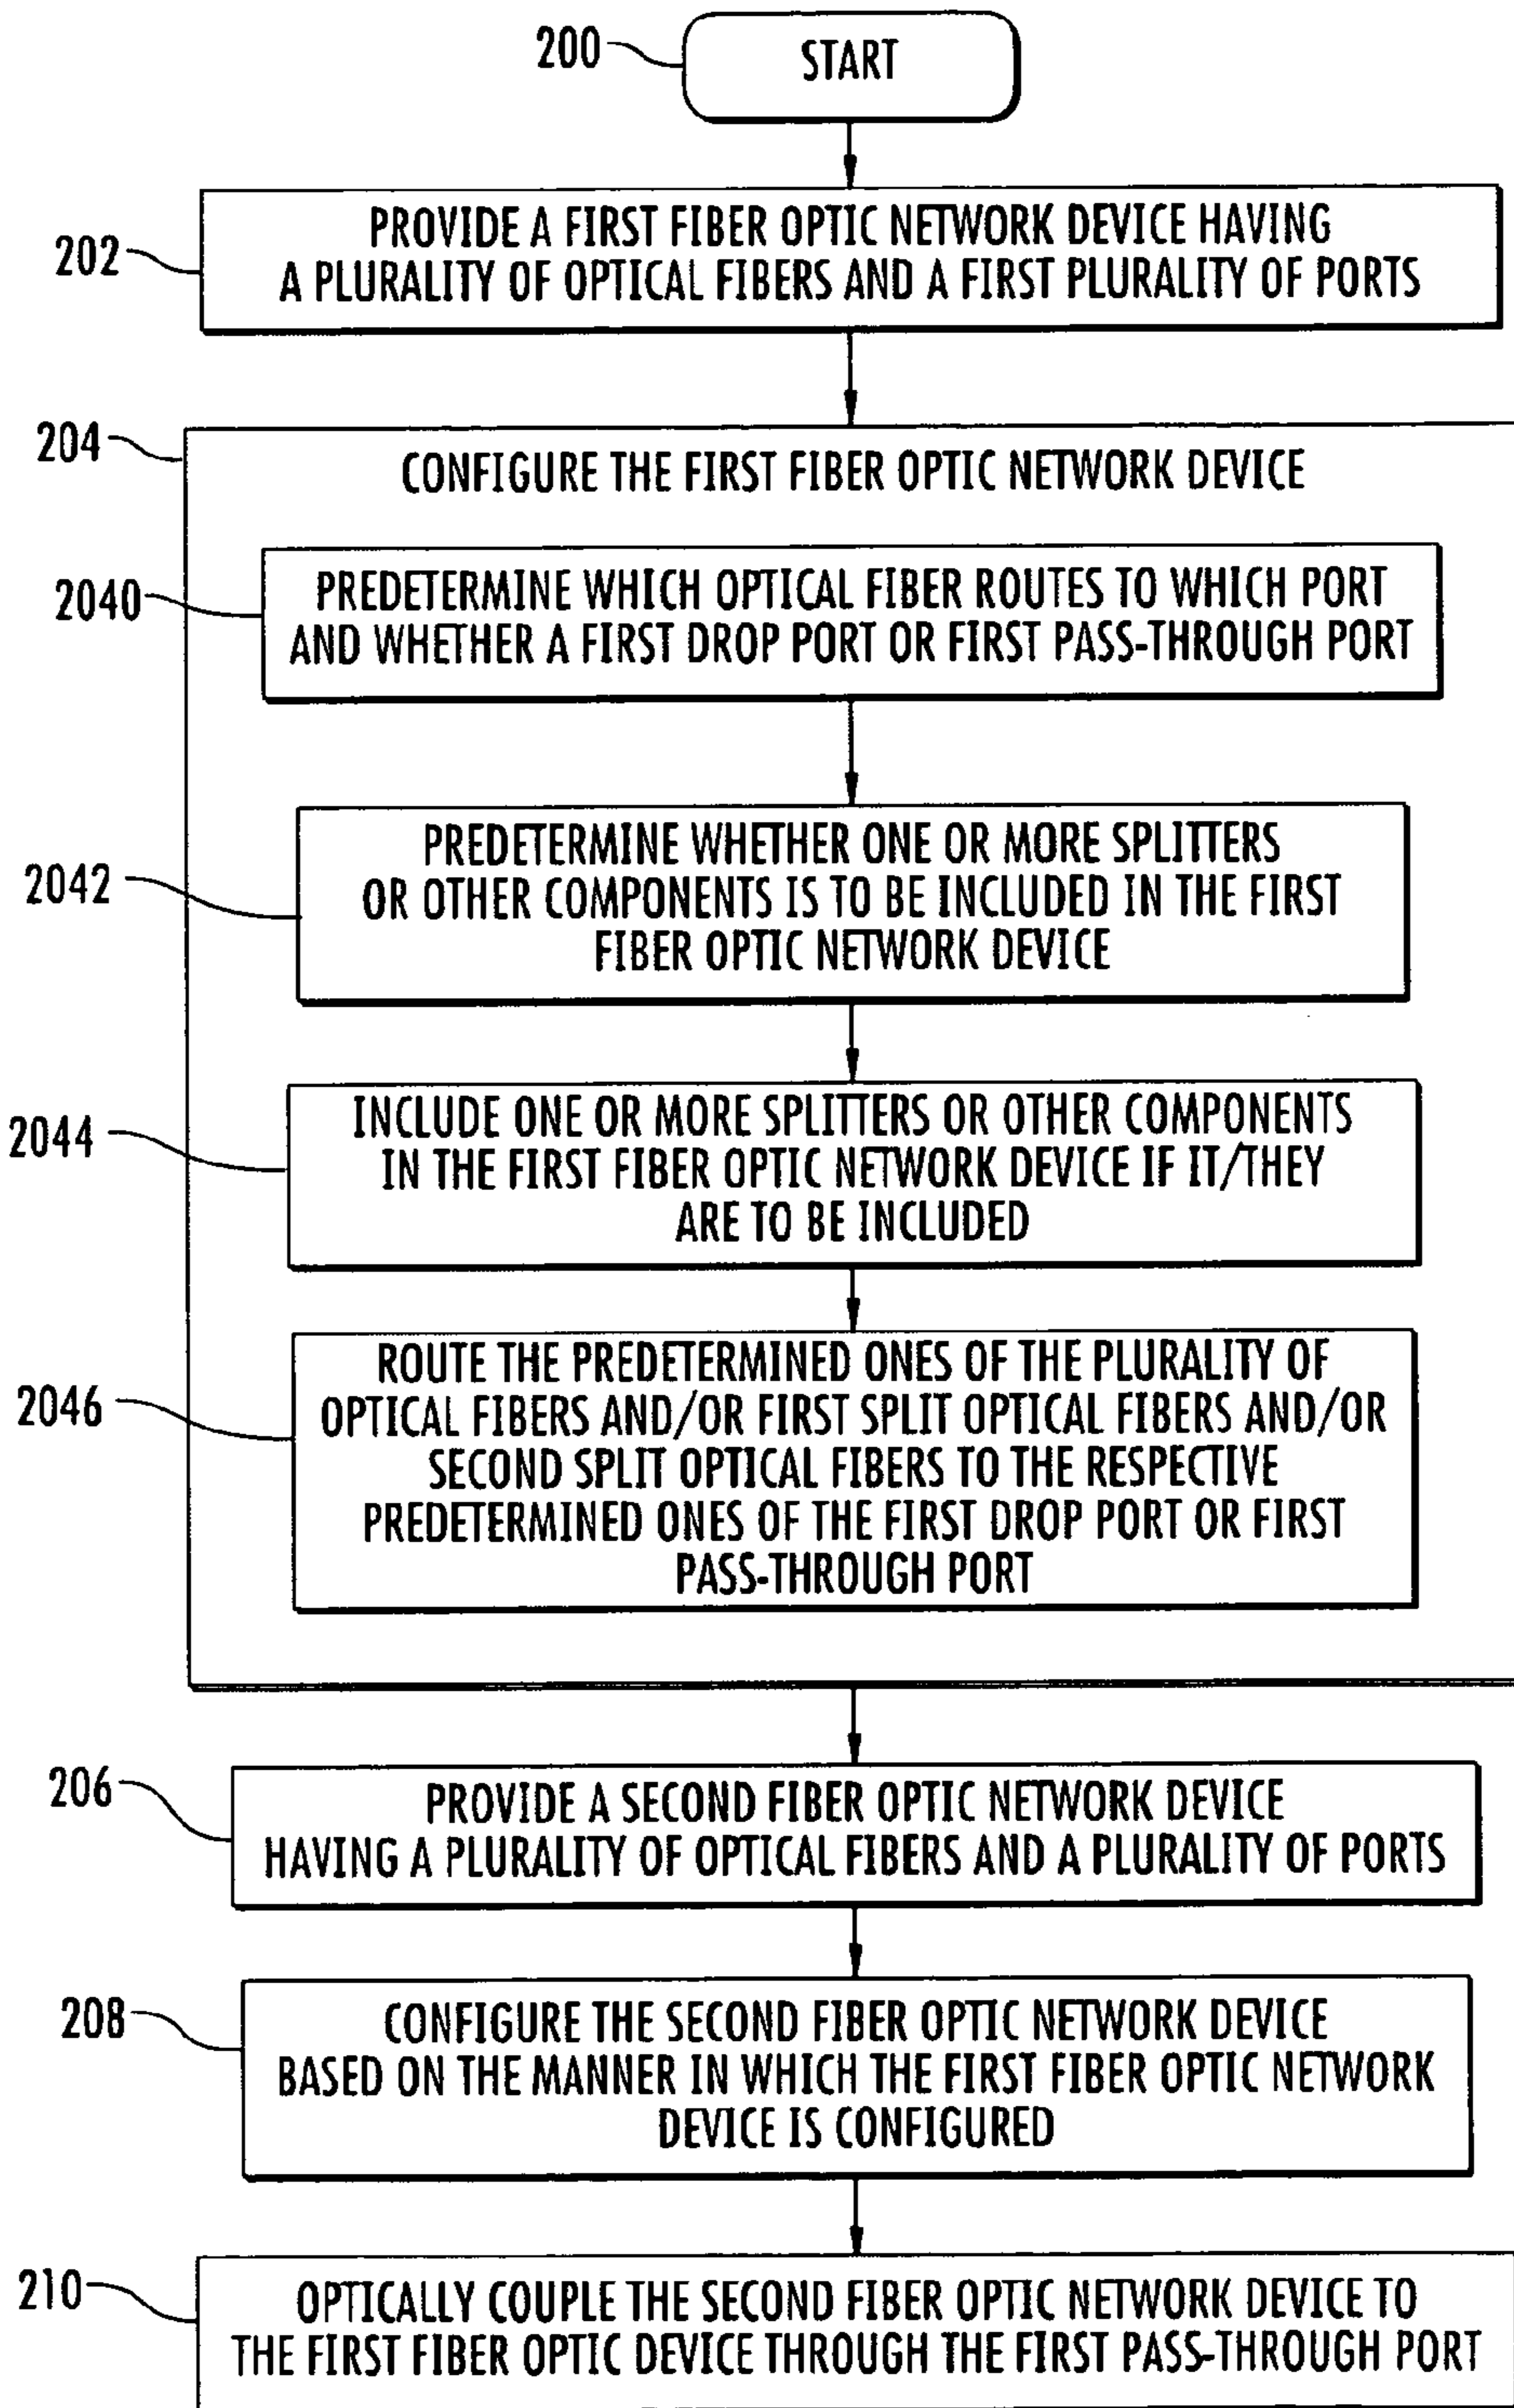 200
START
202
PROVIDE A FIRST FIBER OPTIC NETWORK DEVICE HAVING
A PLURALITY OF OPTICAL FIBERS AND A FIRST PLURALITY OF PORTS
204
CONFIGURE THE FIRST FIBER OPTIC NETWORK DEVICE
2040
PREDETERMINE WHICH OPTICAL FIBER ROUTES TO WHICH PORT
AND WHETHER A FIRST DROP PORT OR FIRST PASS-THROUGH PORT
2042
PREDETERMINE WHETHER ONE OR MORE SPLITTERS
OR OTHER COMPONENTS IS TO BE INCLUDED IN THE FIRST
FIBER OPTIC NETWORK DEVICE
2044
INCLUDE ONE OR MORE SPLITTERS OR OTHER COMPONENTS
IN THE FIRST FIBER OPTIC NETWORK DEVICE IF IT/THEY
ARE TO BE INCLUDED
2046
ROUTE THE PREDETERMINED ONES OF THE PLURALITY OF
OPTICAL FIBERS AND/OR FIRST SPLIT OPTICAL FIBERS AND/OR
SECOND SPLIT OPTICAL FIBERS TO THE RESPECTIVE
PREDETERMINED ONES OF THE FIRST DROP PORT OR FIRST
PASS-THROUGH PORT
206
PROVIDE A SECOND FIBER OPTIC NETWORK DEVICE
HAVING A PLURALITY OF OPTICAL FIBERS AND A PLURALITY OF PORTS
208
CONFIGURE THE SECOND FIBER OPTIC NETWORK DEVICE
BASED ON THE MANNER IN WHICH THE FIRST FIBER OPTIC NETWORK
DEVICE IS CONFIGURED
210
OPTICALLY COUPLE THE SECOND FIBER OPTIC NETWORK DEVICE TO
THE FIRST FIBER OPTIC DEVICE THROUGH THE FIRST PASS-THROUGH PORT